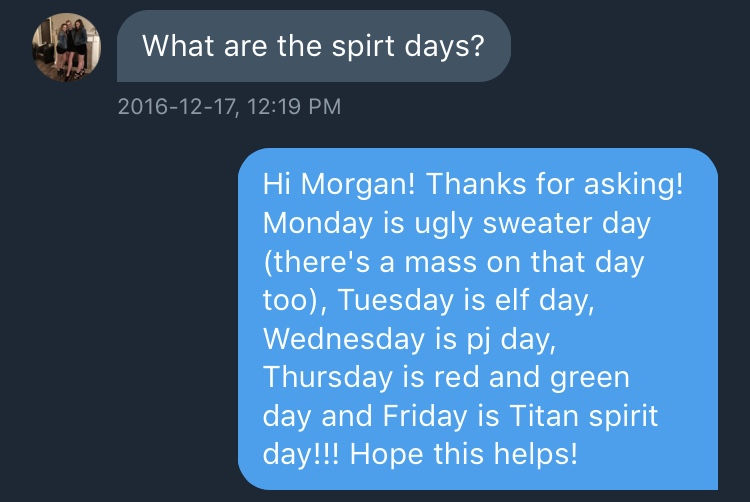 What are the spirt days?
2016-12-17, 12:19 PM
Hi Morgan! Thanks for asking!
Monday is ugly sweater day
(there's a mass on that day
too), Tuesday is elf day,
Wednesday is pj day,
Thursday is red and green
day and Friday is Titan spirit
day!!! Hope this helps!